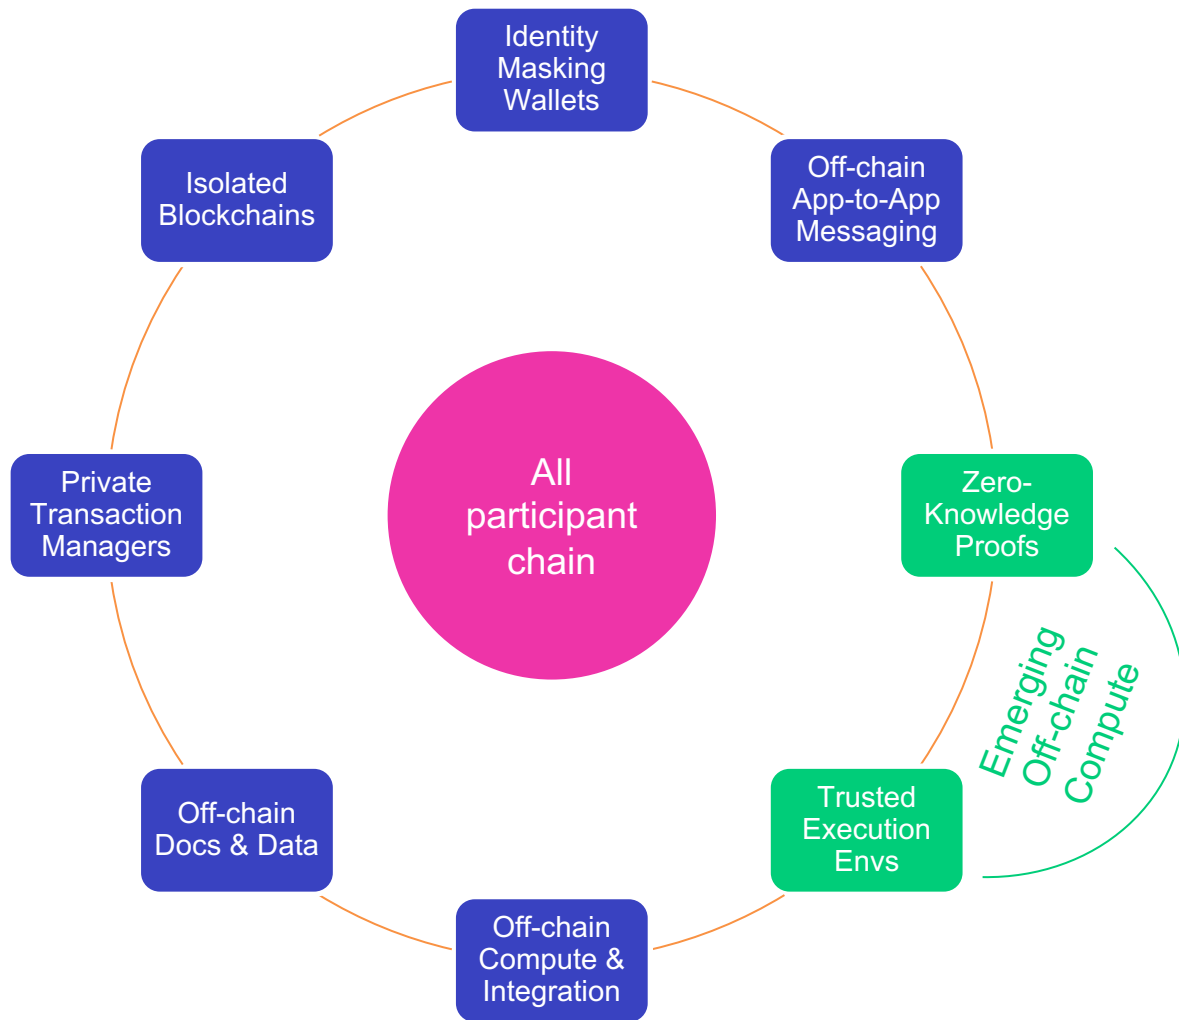 Identity
Masking
Wallets
Off-chain
App-to-App
Messaging
Isolated
Blockchains
All
participant
chain
Zero-
Knowledge
Proofs
Private
Transaction
Managers
Emerging
Off-chain
Compute
Trusted
Execution
Envs
Off-chain
Docs & Data
Off-chain
Compute &
Integration